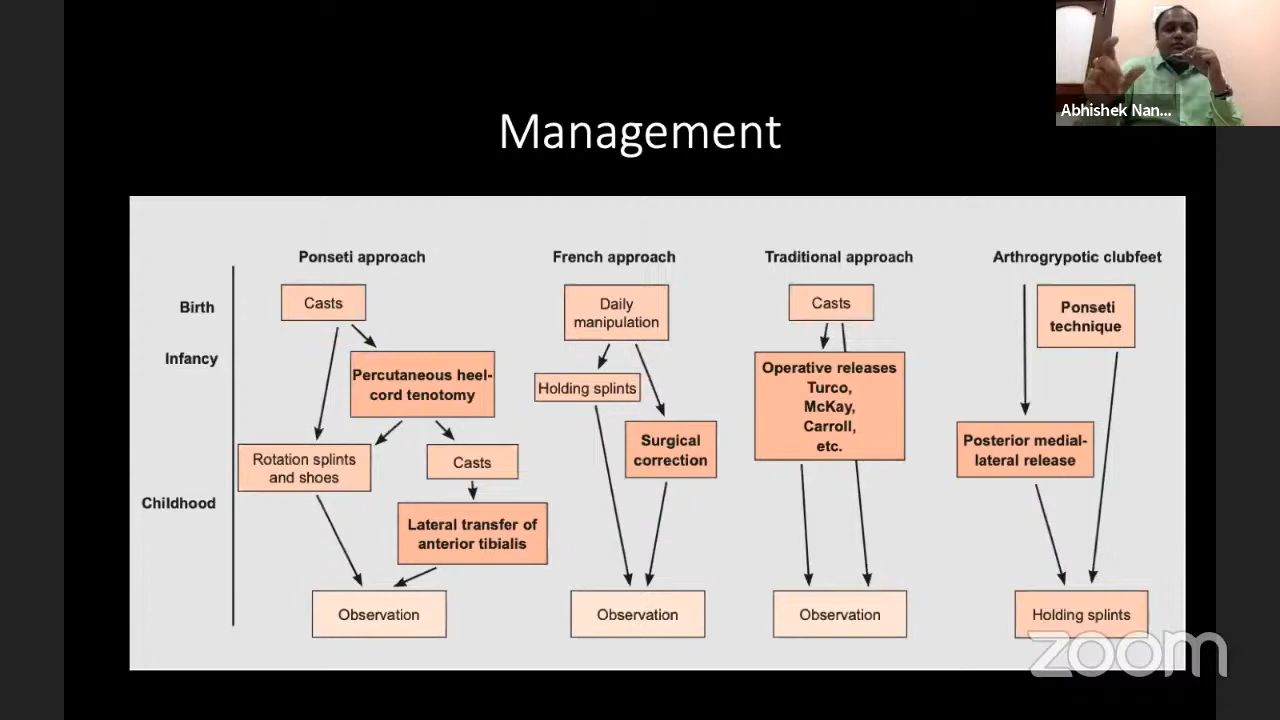 Abhishek Nan...
Management
Ponseti approach
French approach
Traditional approach
Arthrogrypotic clubfeet
Birth
Infancy
Childhood
Casts
Percutaneous heel-
cord tenotomy
Rotation splints
and shoes
Casts
Lateral transfer of
anterior tibialis
Observation
Daily
manipulation
Holding splints
Surgical
correction
Observation
Casts
Operative releases
Turco,
McKay,
Carroll,
etc.
Observation
Ponseti
technique
Posterior medial-
lateral release
Holding splints
zoom